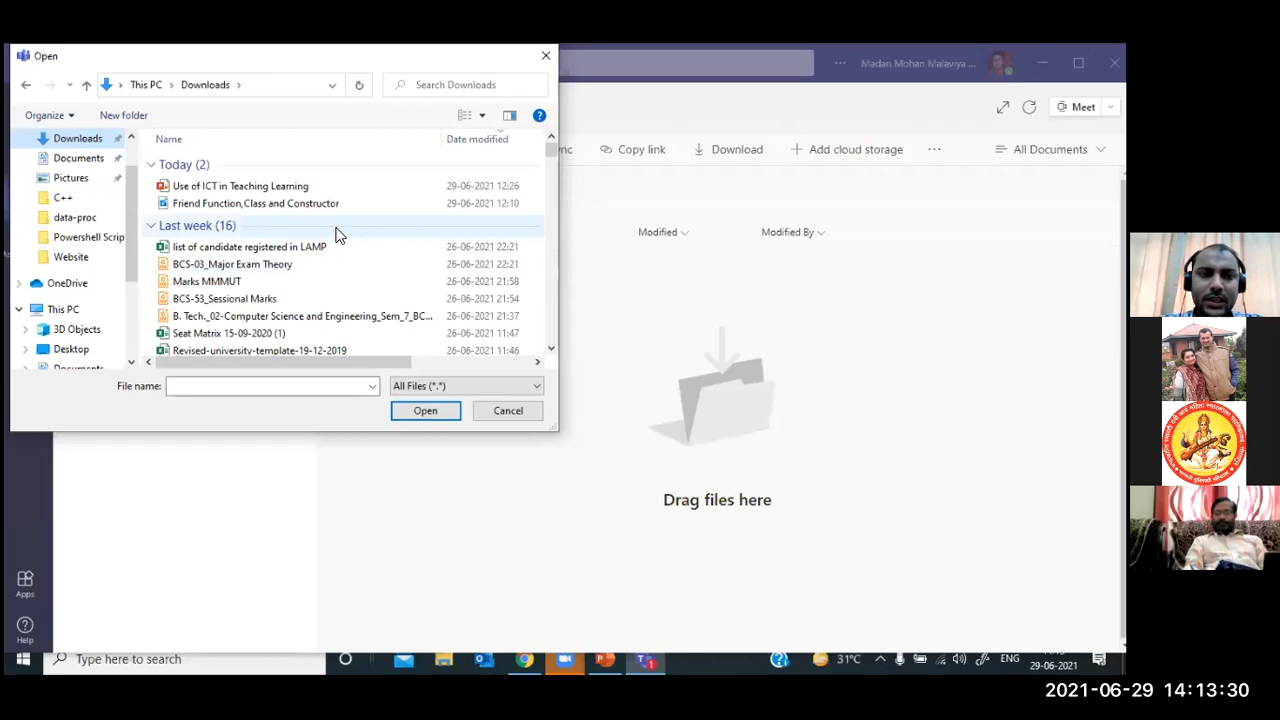 Open
This PC > Downloads >
Search Downloads
Organize
New folder
Name
Date modified
Downloads
Documents
Pictures
C++
data-proc
Powershell Scrip
Website
OneDrive
This PC
3D Objects
Desktop
Today (2)
Use of ICT in Teaching Learning 29-06-2021 12:26
Friend Function,Class and Constructor 29-06-2021 12:10
Last week (16)
list of candidate registered in LAMP 26-06-2021 22:21
BCS-03_Major Exam Theory 26-06-2021 22:21
Marks MMMUT 26-06-2021 21:58
BCS-53_Sessional Marks 26-06-2021 21:54
B. Tech._02-Computer Science and Engineering_Sem_7_BC... 26-06-2021 21:37
Seat Matrix 15-09-2020 (1) 26-06-2021 11:47
Revised-university-template-19-12-2019 26-06-2021 11:46
File name:
All Files (*.*)
Open
Cancel
Madan Mohan Malaviya ...
Meet
nc
Copy link
Download
+ Add cloud storage
...
All Documents
Modified
Modified By
Drag files here
Apps
Help
Type here to search
31°C
ENG
29-06-2021
2021-06-29 14:13:30